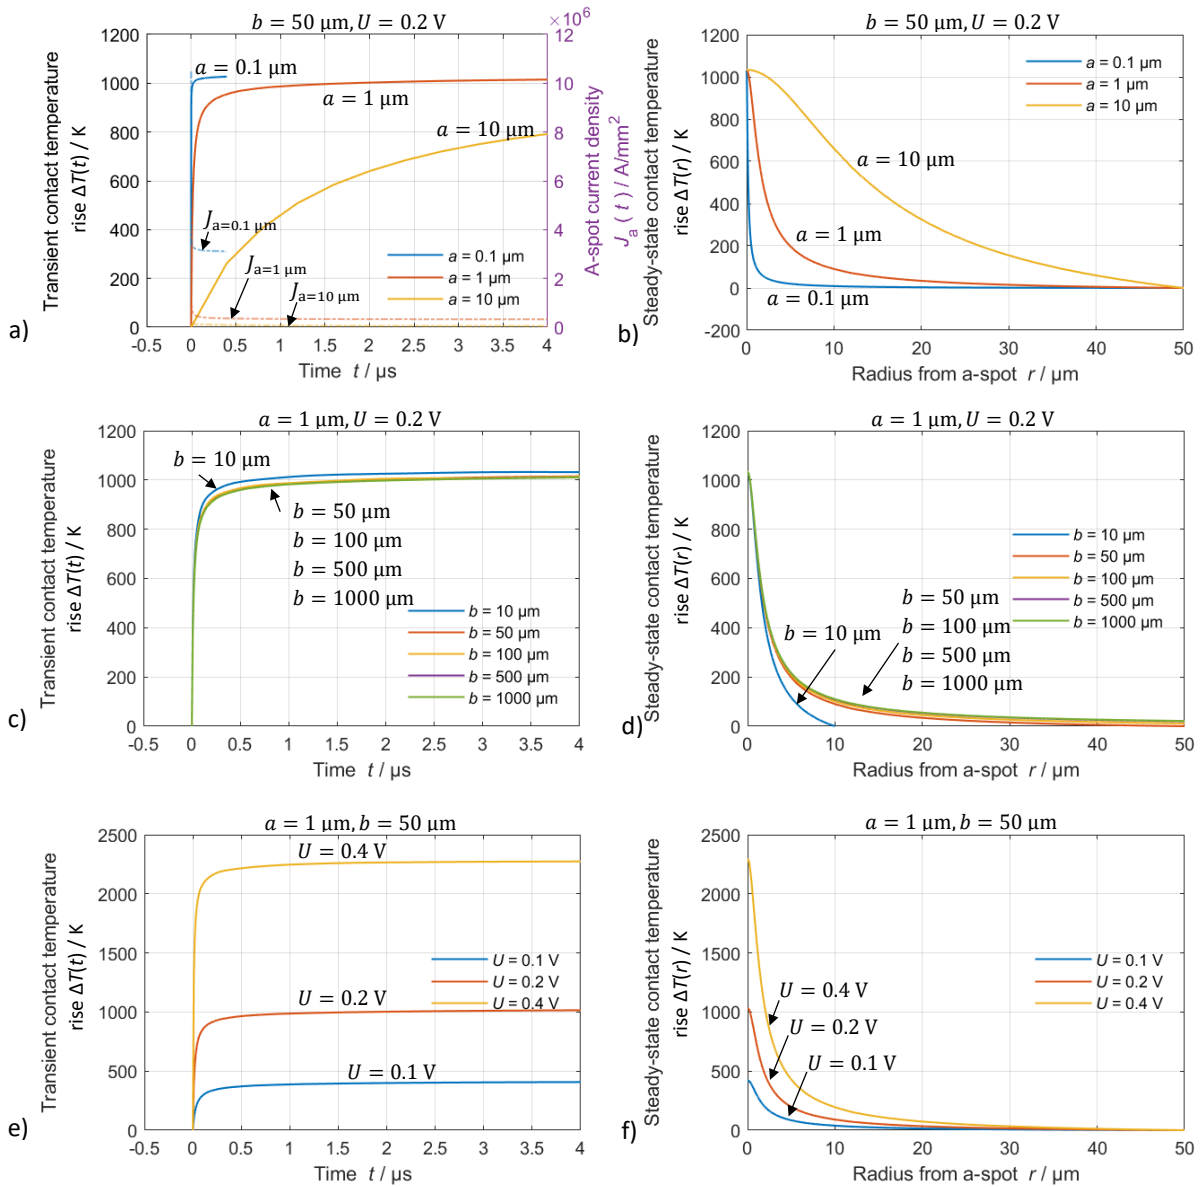 b = 50 μm, U = 0.2 V
×10⁶
Transient contact temperature
rise ΔT(t) / K
1200
1000
800
600
400
200
0
12
10
8
6
4
2
0
A-spot current density
Jₐ ( t ) / A/mm²
a = 0.1 μm
a = 1 μm
a = 10 μm
Jₐ₌₀.₁ μm
Jₐ₌₁ μm
Jₐ₌₁₀ μm
a = 0.1 μm
a = 1 μm
a = 10 μm
-0.5 0 0.5 1 1.5 2 2.5 3 3.5 4
Time t / μs
a)
b = 50 μm, U = 0.2 V
Steady-state contact temperature
rise ΔT(r) / K
1200
1000
800
600
400
200
0
-200
a = 0.1 μm
a = 1 μm
a = 10 μm
a = 10 μm
a = 1 μm
a = 0.1 μm
0 10 20 30 40 50
Radius from a-spot r / μm
b)
a = 1 μm, U = 0.2 V
Transient contact temperature
rise ΔT(t) / K
1200
1000
800
600
400
200
0
b = 10 μm
b = 50 μm
b = 100 μm
b = 500 μm
b = 1000 μm
b = 10 μm
b = 50 μm
b = 100 μm
b = 500 μm
b = 1000 μm
-0.5 0 0.5 1 1.5 2 2.5 3 3.5 4
Time t / μs
c)
a = 1 μm, U = 0.2 V
Steady-state contact temperature
rise ΔT(r) / K
1200
1000
800
600
400
200
0
b = 10 μm
b = 50 μm
b = 100 μm
b = 500 μm
b = 1000 μm
b = 10 μm
b = 50 μm
b = 100 μm
b = 500 μm
b = 1000 μm
0 10 20 30 40 50
Radius from a-spot r / μm
d)
a = 1 μm, b = 50 μm
Transient contact temperature
rise ΔT(t) / K
2500
2000
1500
1000
500
0
U = 0.4 V
U = 0.1 V
U = 0.2 V
U = 0.4 V
U = 0.2 V
U = 0.1 V
-0.5 0 0.5 1 1.5 2 2.5 3 3.5 4
Time t / μs
e)
a = 1 μm, b = 50 μm
Steady-state contact temperature
rise ΔT(r) / K
2500
2000
1500
1000
500
0
U = 0.1 V
U = 0.2 V
U = 0.4 V
U = 0.4 V
U = 0.2 V
U = 0.1 V
0 10 20 30 40 50
Radius from a-spot r / μm
f)